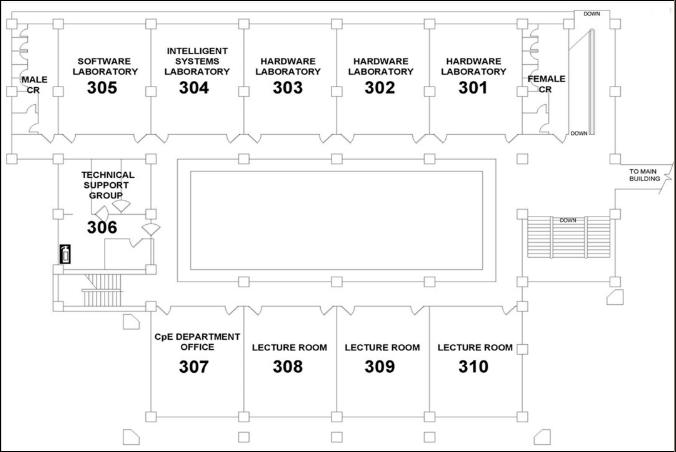 DOWN
MALE
CR
SOFTWARE
LABORATORY
305
INTELLIGENT
SYSTEMS
LABORATORY
304
HARDWARE
LABORATORY
303
HARDWARE
LABORATORY
302
HARDWARE
LABORATORY
301
FEMALE
CR
DOWN
TECHNICAL
SUPPORT
GROUP
306
TO MAIN
BUILDING
DOWN
CpE DEPARTMENT
OFFICE
307
LECTURE ROOM
308
LECTURE ROOM
309
LECTURE ROOM
310